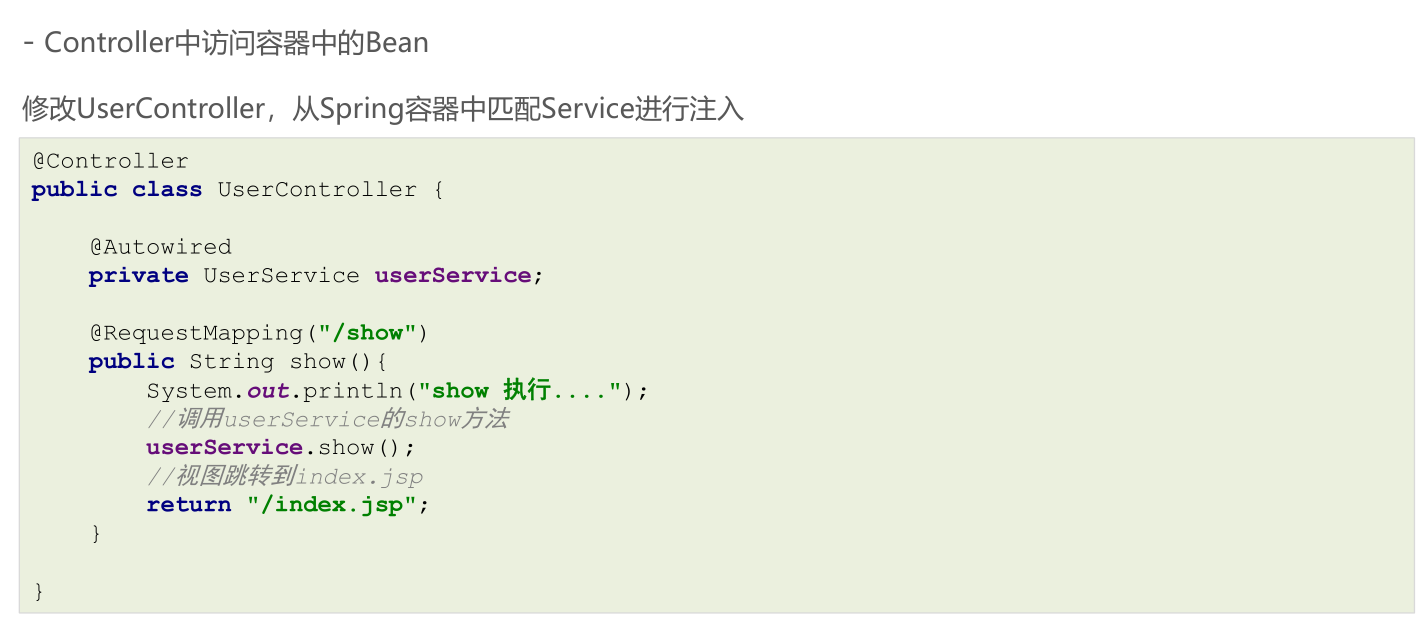 - Controller中访问容器中的Bean
修改UserController，从Spring容器中匹配Service进行注入
@Controller
public class UserController {
    @Autowired
    private UserService userService;
    @RequestMapping("/show")
    public String show(){
        System.out.println("show 执行....");
        //调用userService的show方法
        userService.show();
        //视图跳转到index.jsp
        return "/index.jsp";
    }
}